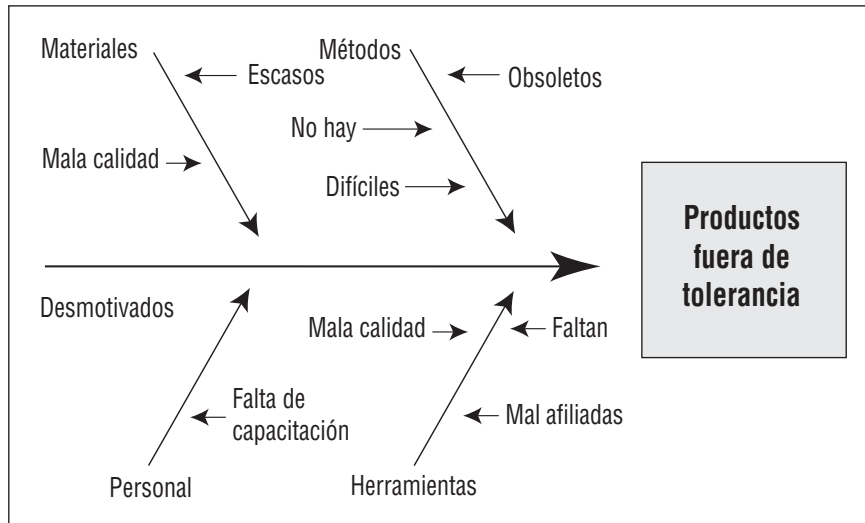 Materiales
Métodos
Escasos
Obsoletos
No hay
Mala calidad
Difíciles
Productos
fuera de
tolerancia
Desmotivados
Mala calidad
Faltan
Falta de
capacitación
Mal afiliadas
Personal
Herramientas